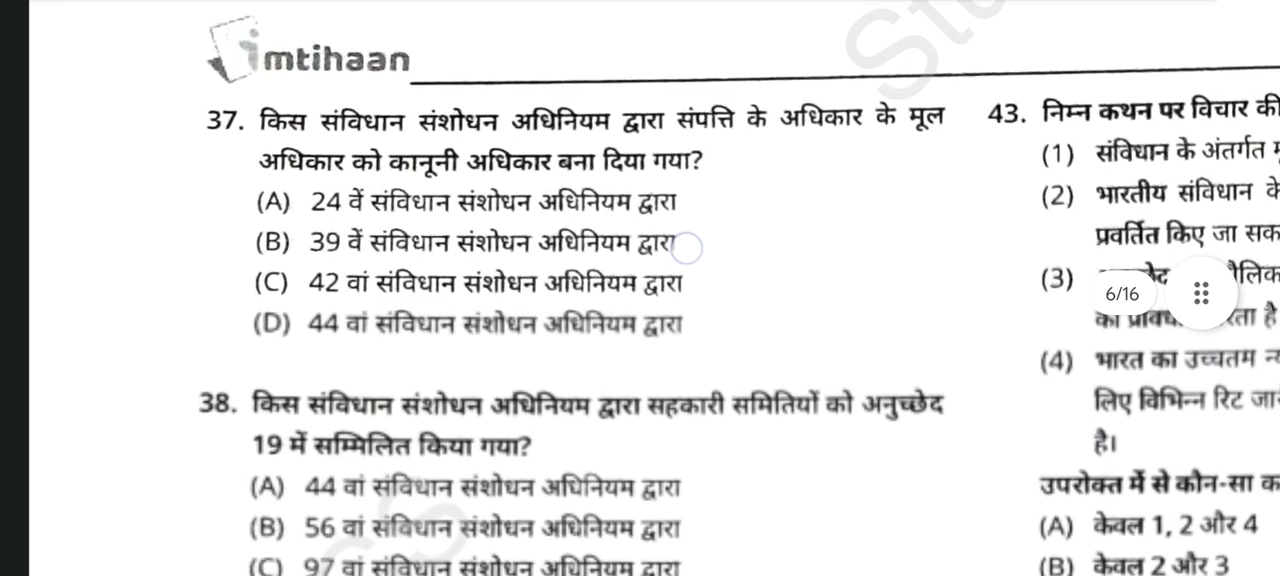 imtihaan
37. किस संविधान संशोधन अधिनियम द्वारा संपत्ति के अधिकार के मूल
अधिकार को कानूनी अधिकार बना दिया गया?
(A) 24 वें संविधान संशोधन अधिनियम द्वारा
(B) 39 वें संविधान संशोधन अधिनियम द्वारा
(C) 42 वां संविधान संशोधन अधिनियम द्वारा
(D) 44 वां संविधान संशोधन अधिनियम द्वारा
38. किस संविधान संशोधन अधिनियम द्वारा सहकारी समितियों को अनुच्छेद
19 में सम्मिलित किया गया?
(A) 44 वां संविधान संशोधन अधिनियम द्वारा
(B) 56 वां संविधान संशोधन अधिनियम द्वारा
(C) 97 वां संविधान संशोधन अधिनियम द्वारा
43. निम्न कथन पर विचार की
(1) संविधान के अंतर्गत
(2) भारतीय संविधान के
प्रवर्तित किए जा सक
(3)
6/16
(4) भारत का उच्चतम
लिए विभिन्न रिट जा
है।
उपरोक्त में से कौन-सा क
(A) केवल 1, 2 और 4
(B) केवल 2 और 3